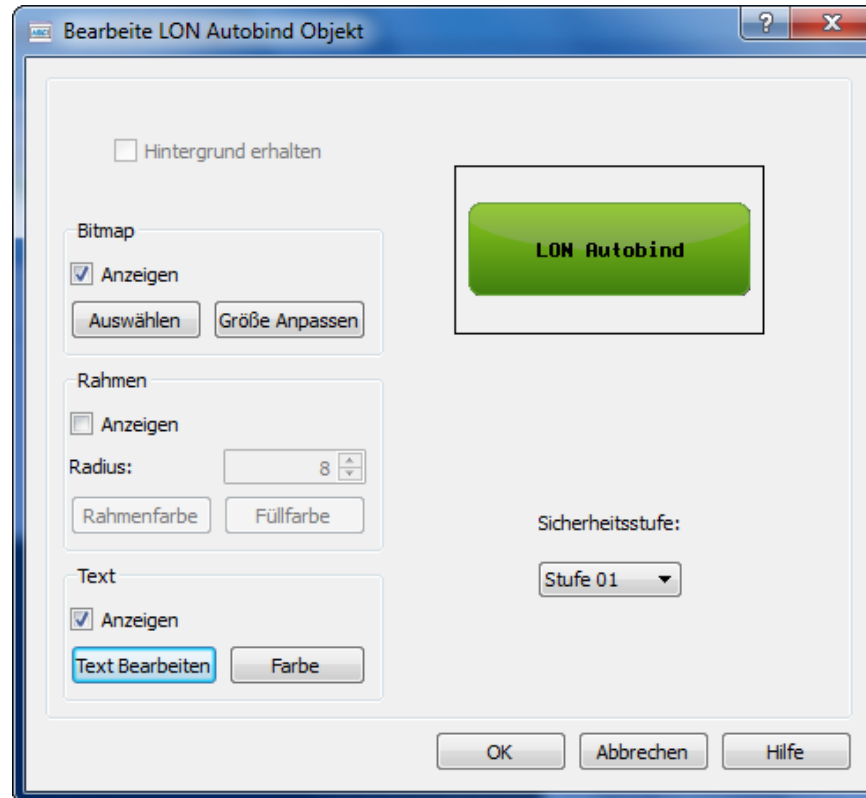 Bearbeite LON Autobind Objekt
?
Hintergrund erhalten
Bitmap
Anzeigen
Auswählen
Größe Anpassen
Rahmen
Anzeigen
Radius:
8
Rahmenfarbe
Füllfarbe
Text
Anzeigen
Text Bearbeiten
Farbe
LON Autobind
Sicherheitsstufe:
Stufe 01
OK
Abbrechen
Hilfe